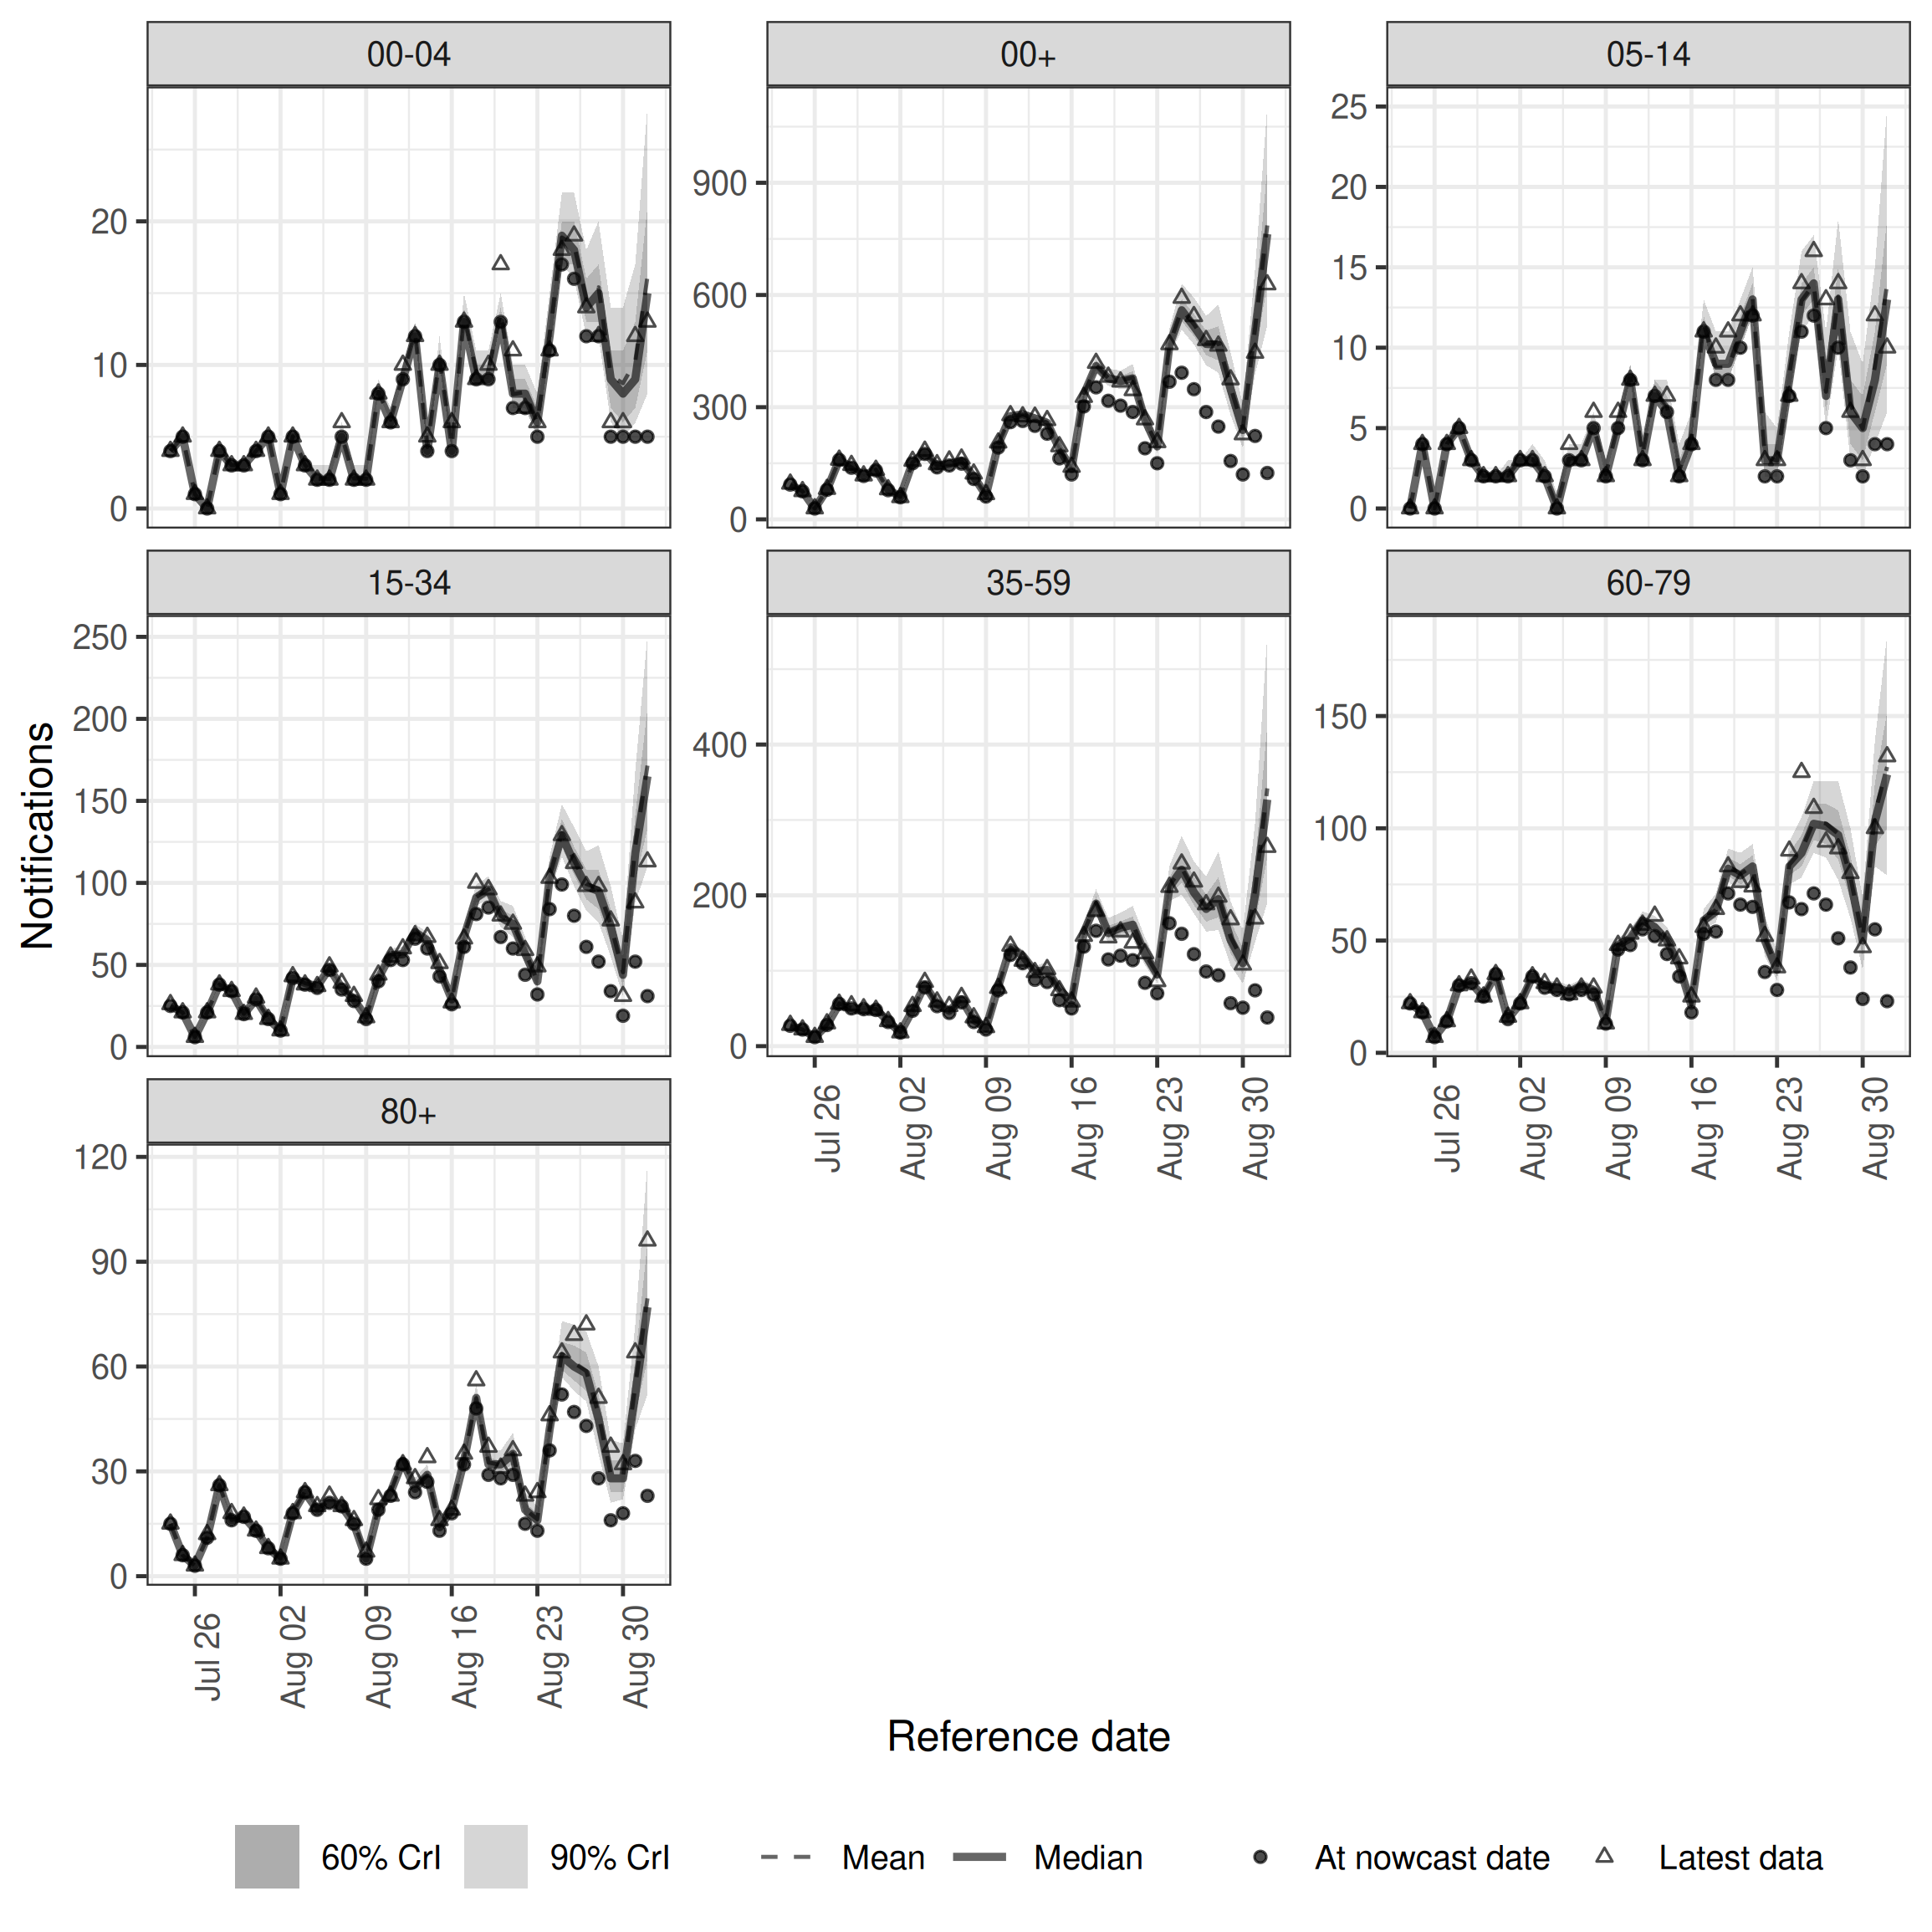 00-04
00+
05-14
20
10
0
900
600
300
0
25
20
15
10
5
0
15-34
35-59
60-79
250
200
150
100
50
0
400
200
0
150
100
50
0
Jul 26
Aug 02
Aug 09
Aug 16
Aug 23
Aug 30
Jul 26
Aug 02
Aug 09
Aug 16
Aug 23
Aug 30
80+
120
90
60
30
0
Jul 26
Aug 02
Aug 09
Aug 16
Aug 23
Aug 30
Notifications
Reference date
60% CrI
90% CrI
Mean
Median
At nowcast date
Latest data